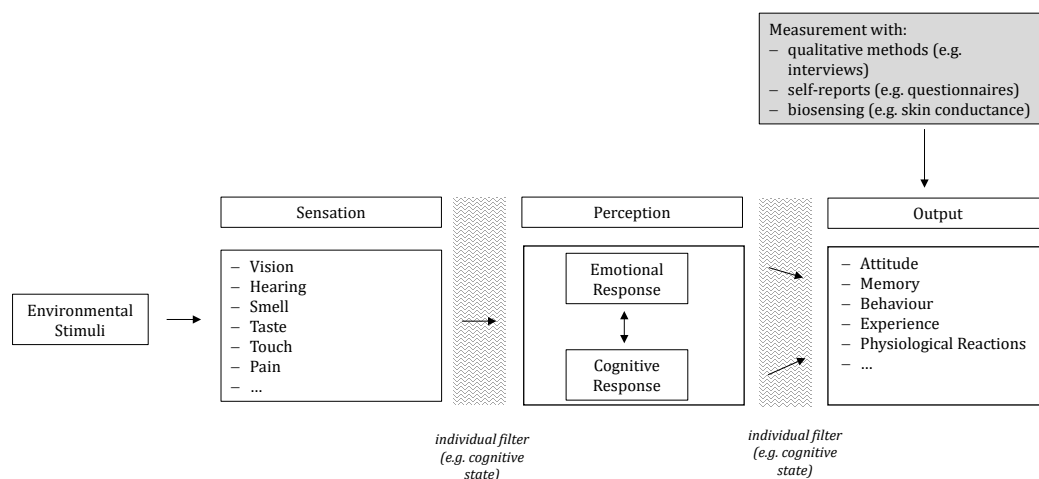 Measurement with:
– qualitative methods (e.g.
interviews)
– self-reports (e.g. questionnaires)
– biosensing (e.g. skin conductance)
Sensation
Perception
Output
Environmental
Stimuli
– Vision
– Hearing
– Smell
– Taste
– Touch
– Pain
– …
Emotional
Response
Cognitive
Response
– Attitude
– Memory
– Behaviour
– Experience
– Physiological Reactions
– …
individual filter
(e.g. cognitive
state)
individual filter
(e.g. cognitive
state)